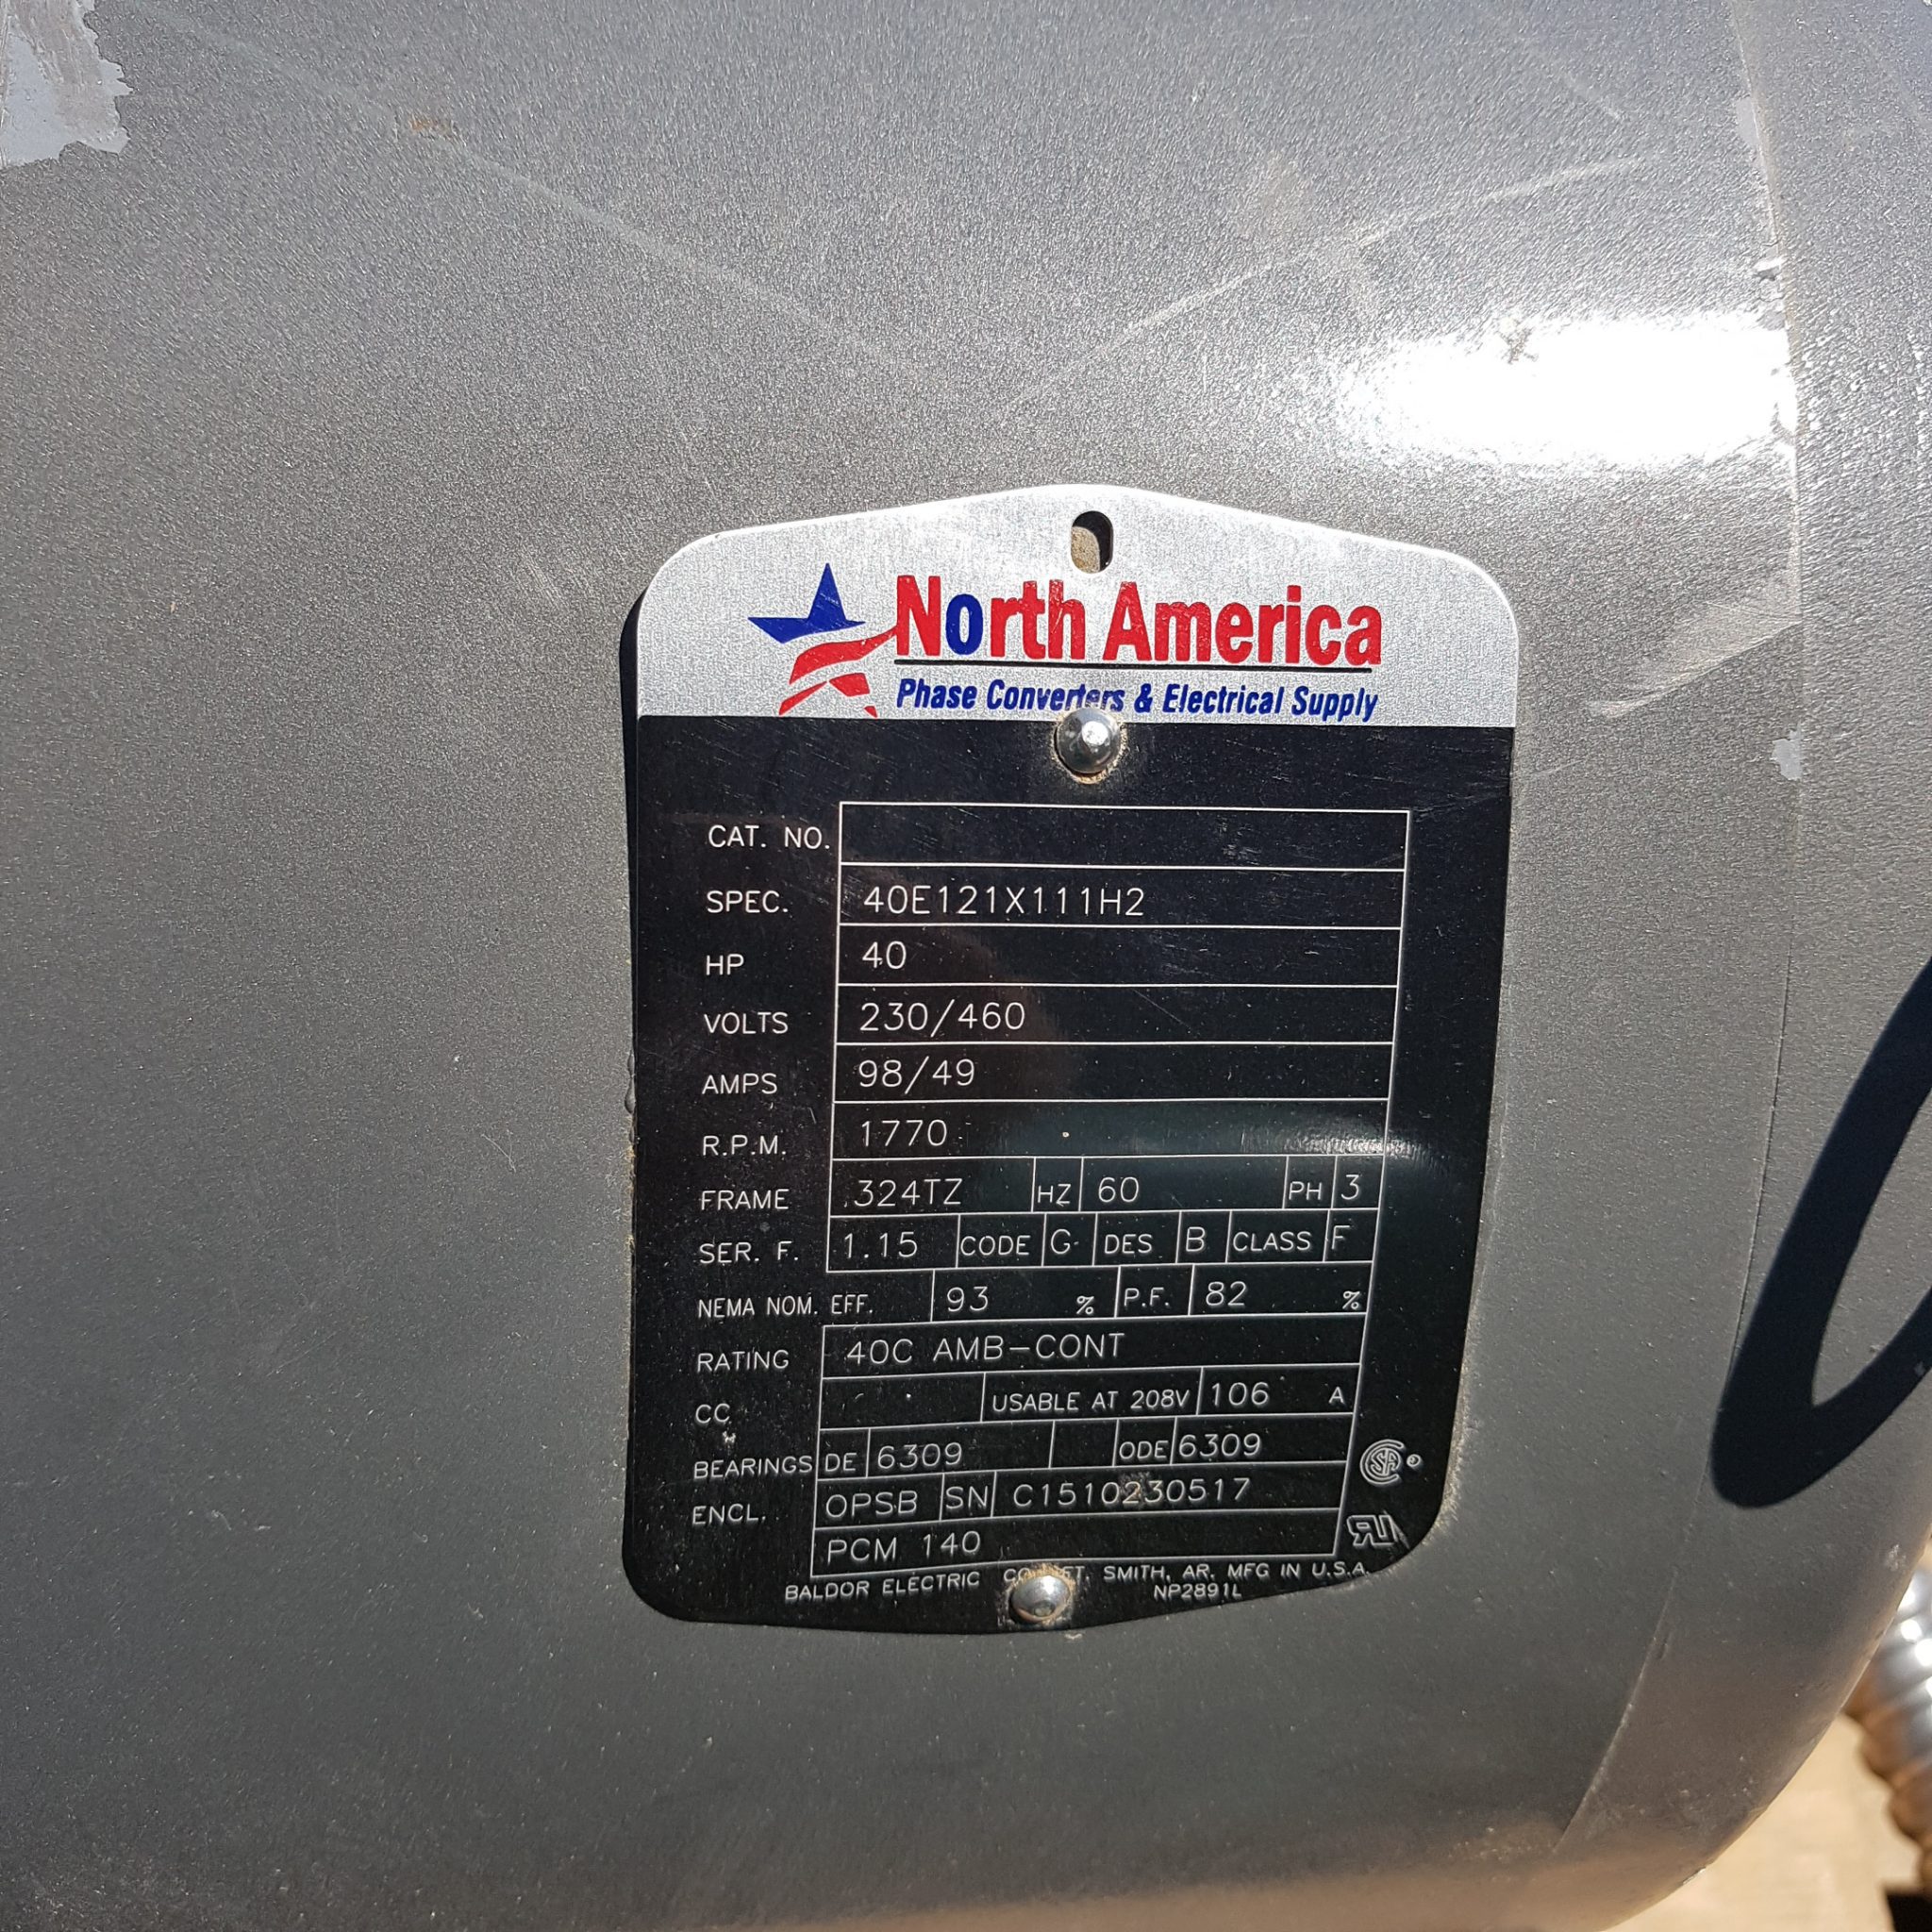 North America
Phase Converters & Electrical Supply
CAT. NO.
SPEC. 40E121X111H2
HP 40
VOLTS 230/460
AMPS 98/49
R.P.M. 1770
FRAME 324TZ HZ 60 PH 3
SER. F. 1.15 CODE G DES B CLASS F
NEMA NOM. EFF. 93 % P.F. 82 %
RATING 40C AMB-CONT
CC USABLE AT 208V 106 A
BEARINGS DE 6309 ODE 6309
ENCL. OPSB SN C1510230517
PCM 140
BALDOR ELECTRIC SMITH, AR. MFG IN U.S.A.
NP2891L